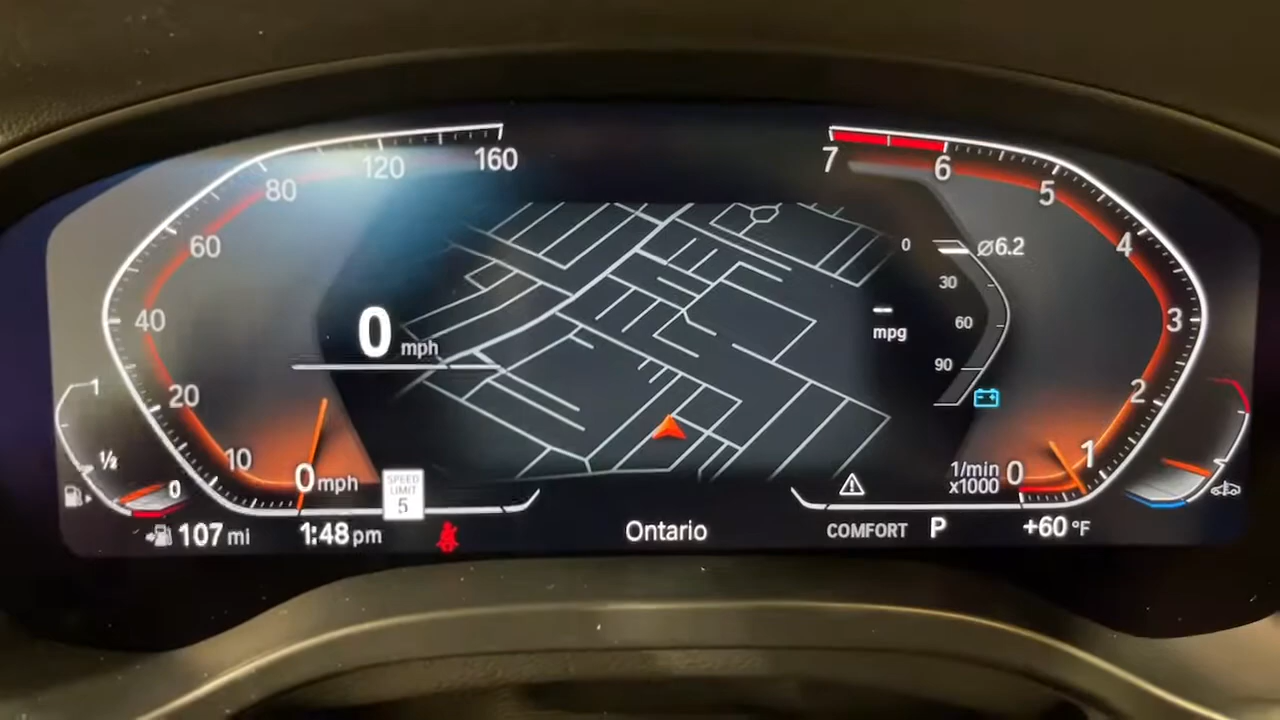 160
120
80
60
40
20
10
0 mph
0 mph
SPEED
LIMIT
5
1
½
0
107 mi
1:48 pm
Ontario
7
6
5
4
3
2
1
0
1/min
x1000
0
30
60
90
⌀6.2
– mpg
COMFORT P
+60 °F